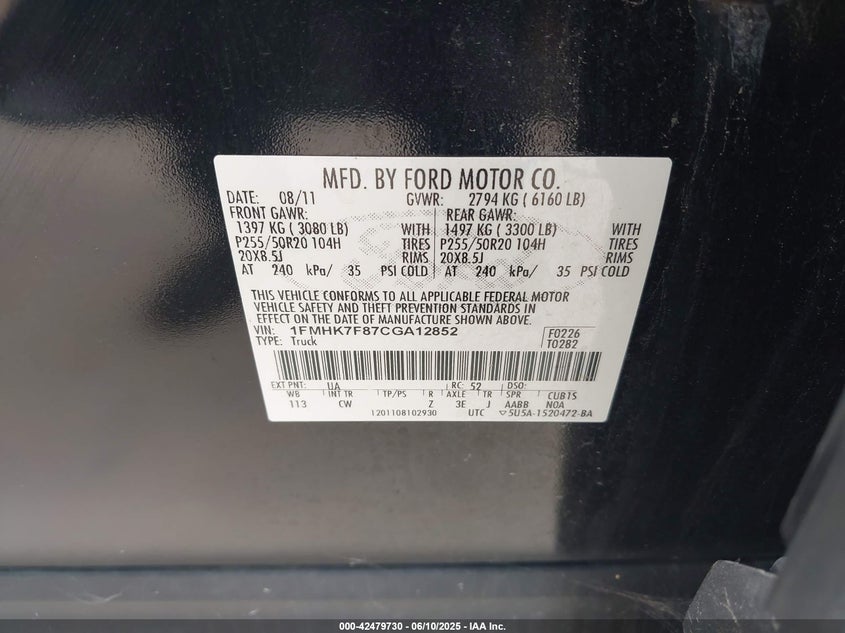 MFD. BY FORD MOTOR CO.
DATE: 08/11 GVWR: 2794 KG ( 6160 LB)
FRONT GAWR: REAR GAWR:
1397 KG ( 3080 LB) WITH 1497 KG ( 3300 LB) WITH
P255/50R20 104H TIRES P255/50R20 104H TIRES
20X8.5J RIMS 20X8.5J RIMS
AT 240 kPa/ 35 PSI COLD AT 240 kPa/ 35 PSI COLD
THIS VEHICLE CONFORMS TO ALL APPLICABLE FEDERAL MOTOR
VEHICLE SAFETY AND THEFT PREVENTION STANDARDS IN
EFFECT ON THE DATE OF MANUFACTURE SHOWN ABOVE.
VIN: 1FMHK7F87CGA12852 F0226
TYPE: Truck T0282
EXT PNT: UA RC: 52 DSO:
WB INT TR TP/PS R AXLE TR SPR CUB1S
113 CW Z 3E J AABB NOA
1201108102930 UTC ▽5U5A-1520472-BA
000-42479730 - 06/10/2025 - IAA Inc.